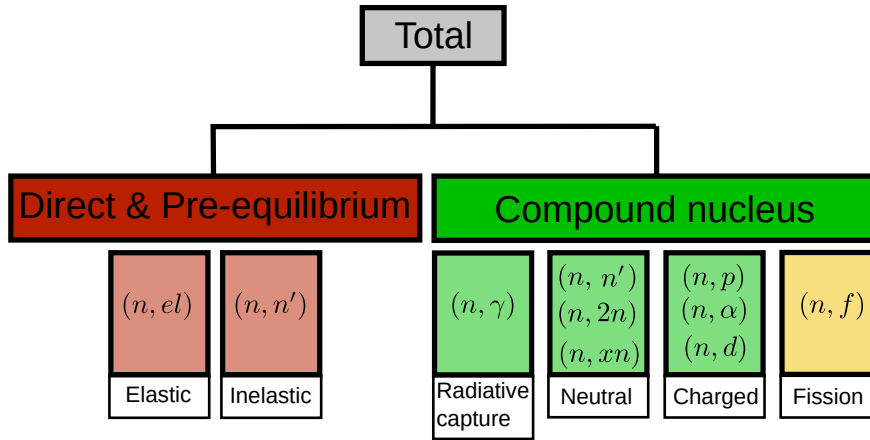 Total
Direct & Pre-equilibrium
Compound nucleus
(n, el)
(n, n′)
(n, γ)
(n, n′)
(n, 2n)
(n, xn)
(n, p)
(n, α)
(n, d)
(n, f)
Elastic
Inelastic
Radiative
capture
Neutral
Charged
Fission